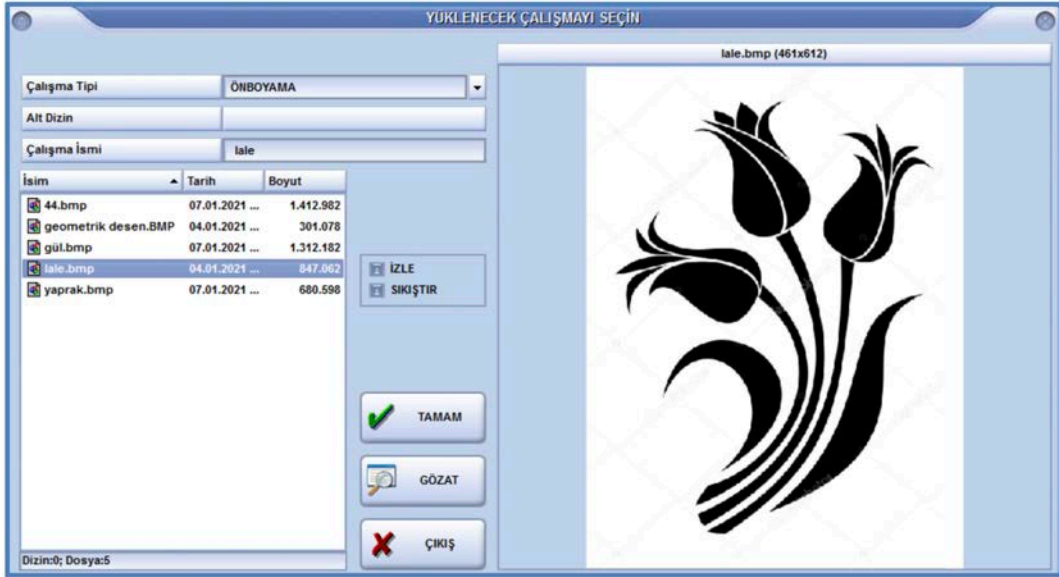 YÜKLENECEK ÇALIŞMAYI SEÇİN
lale.bmp (461x612)
Çalışma Tipi ÖNBOYAMA
Alt Dizin
Çalışma İsmi lale
İsim Tarih Boyut
44.bmp 07.01.2021 ... 1.412.982
geometrik desen.BMP 04.01.2021 ... 301.078
gül.bmp 07.01.2021 ... 1.312.182
lale.bmp 04.01.2021 ... 847.062
yaprak.bmp 07.01.2021 ... 680.598
İZLE
SIKIŞTIR
TAMAM
GÖZAT
ÇIKIŞ
Dizin:0; Dosya:5